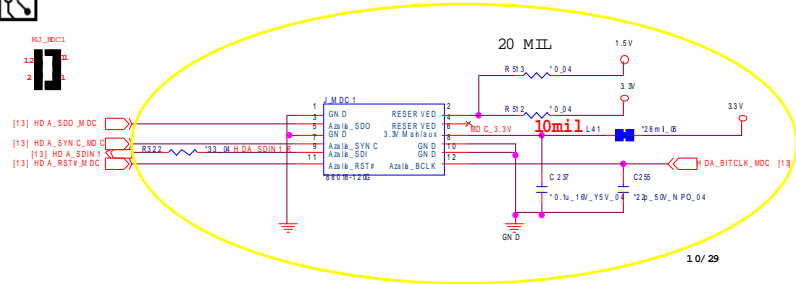 20 MIL
1.5V
MJ_MDC1
12 11
2 1
R513 *0_04
3.3V
J_MDC1
R512 *0_04
3.3V
1 2
GND RESERVED
[13] HDA_SDO_MDC
3 4
Azalia_SDO RESERVED
5 6
MDC_3.3V
10mil
L41
*28mil_06
GND 3.3V Main/aux
7 8
[13] HDA_SYNC_MDC
Azalia_SYNC GND
9 10
[13] HDA_SDIN1
R322 *33_04 HDA_SDIN1_R
Azalia_SDI GND
11 12
[13] HDA_RST#_MDC
Azalia_RST# Azalia_BCLK
HDA_BITCLK_MDC [13]
88018-120G
C237
C255
*0.1u_16V_Y5V_04
*22p_50V_NPO_04
GND
10/29